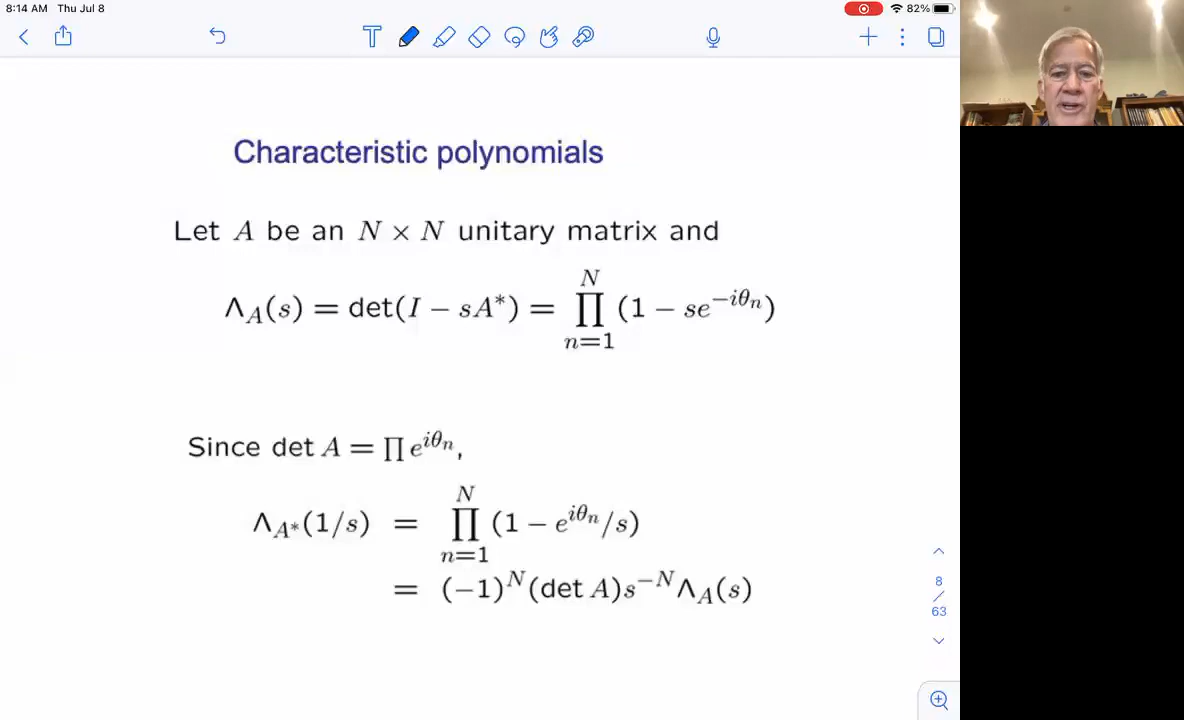 8:14 AM Thu Jul 8
82%
T
Characteristic polynomials
Let A be an N × N unitary matrix and
Λ_A(s) = det(I − sA*) = ∏_{n=1}^{N} (1 − se^{−iθ_n})
Since det A = ∏ e^{iθ_n},
Λ_{A*}(1/s) = ∏_{n=1}^{N} (1 − e^{iθ_n}/s)
= (−1)^N (det A)s^{−N} Λ_A(s)
8
/
63